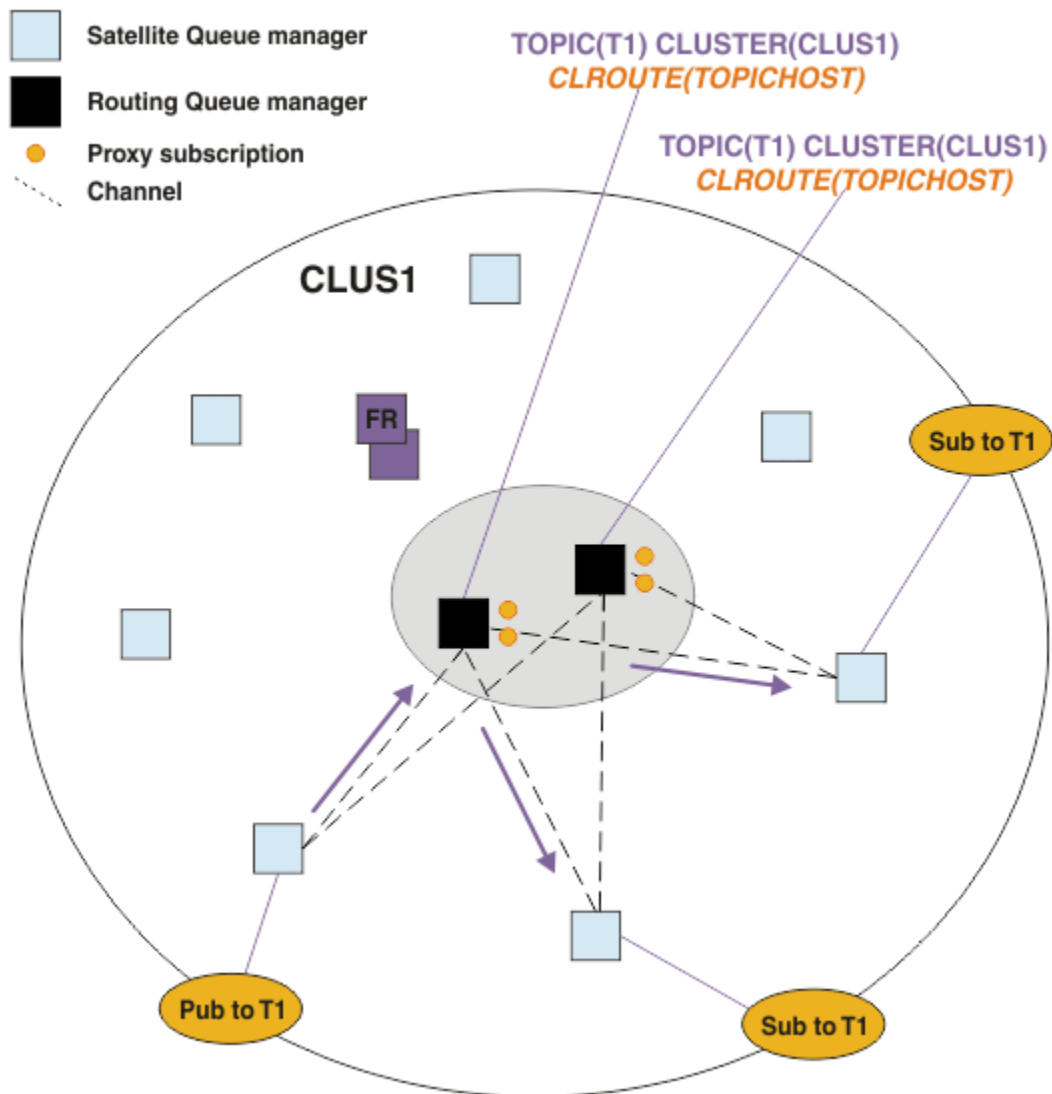 Satellite Queue manager
Routing Queue manager
Proxy subscription
Channel
TOPIC(T1) CLUSTER(CLUS1)
CLROUTE(TOPICHOST)
TOPIC(T1) CLUSTER(CLUS1)
CLROUTE(TOPICHOST)
CLUS1
FR
Sub to T1
Pub to T1
Sub to T1